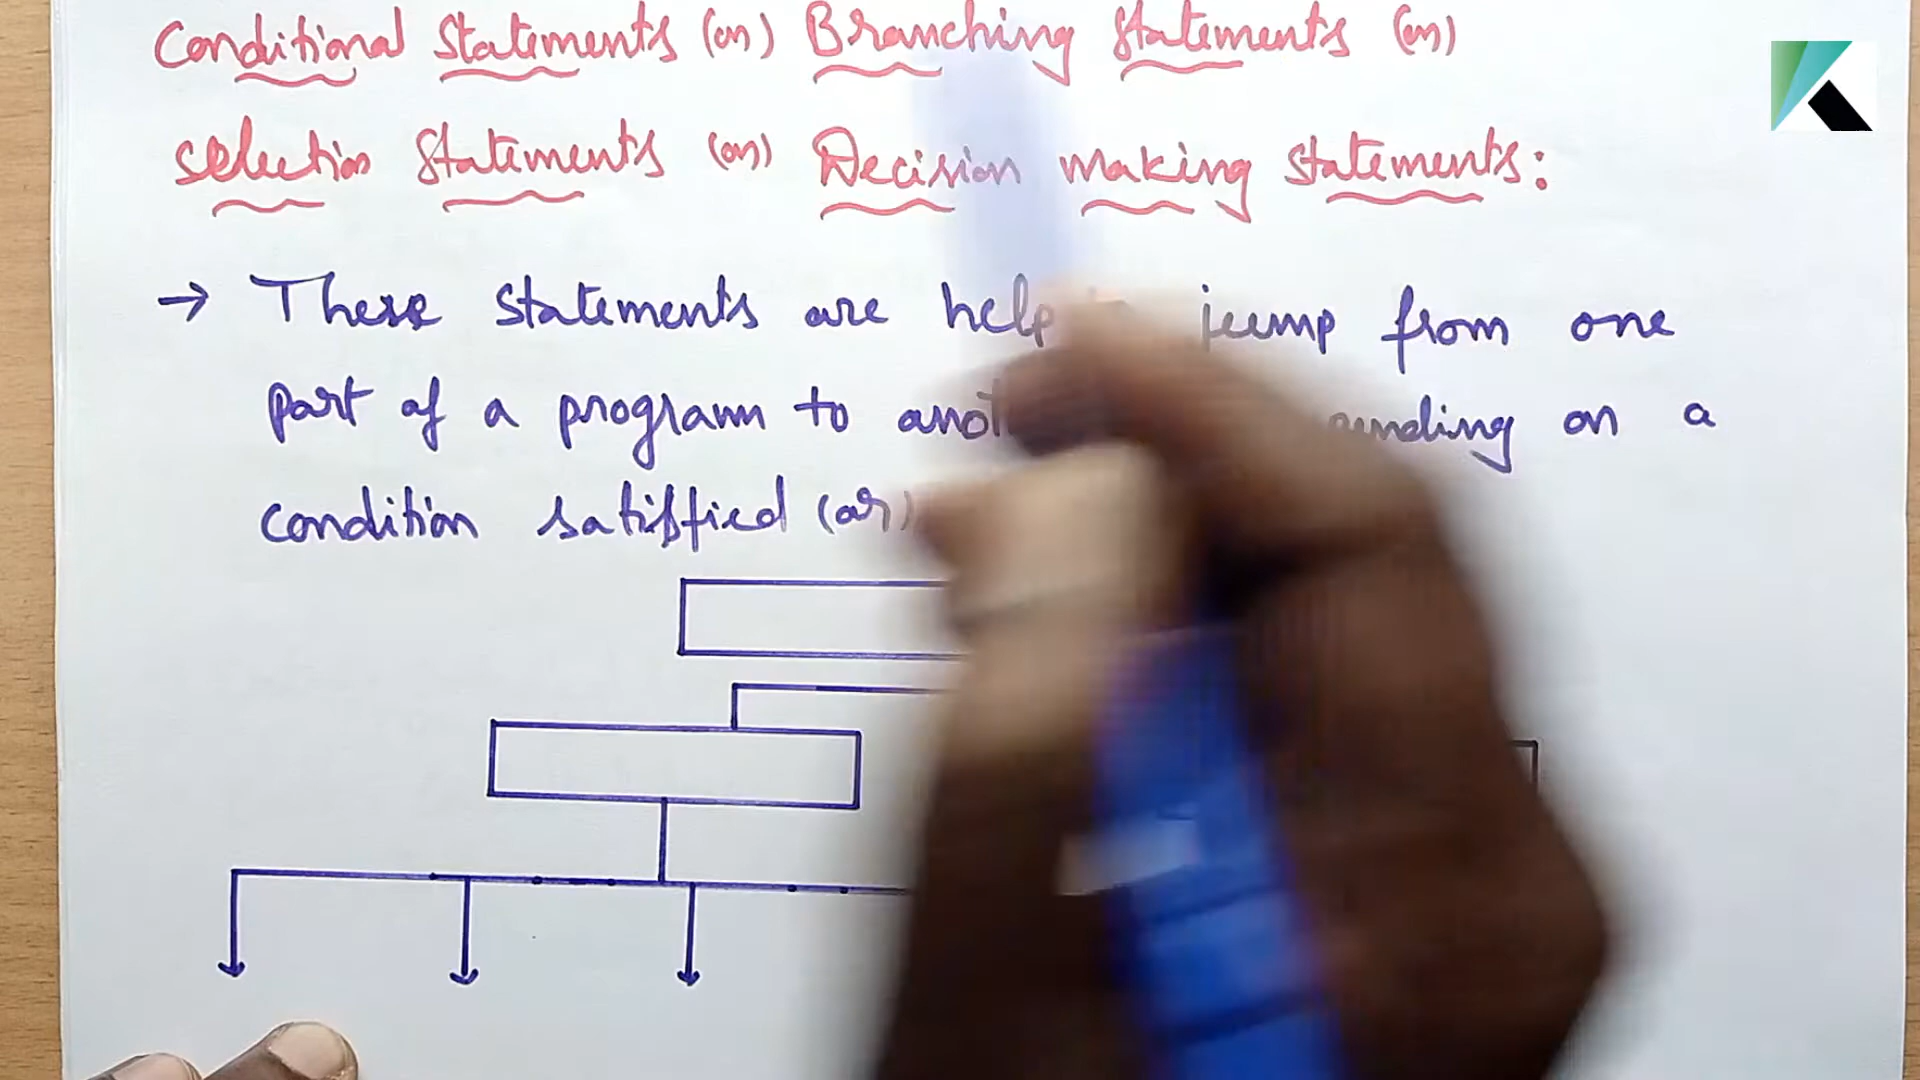 Conditional Statements (or) Branching Statements (or)
selection Statements (or) Decision making statements:
→ These statements are help jump from one
part of a program to on a
condition satisfied (or)